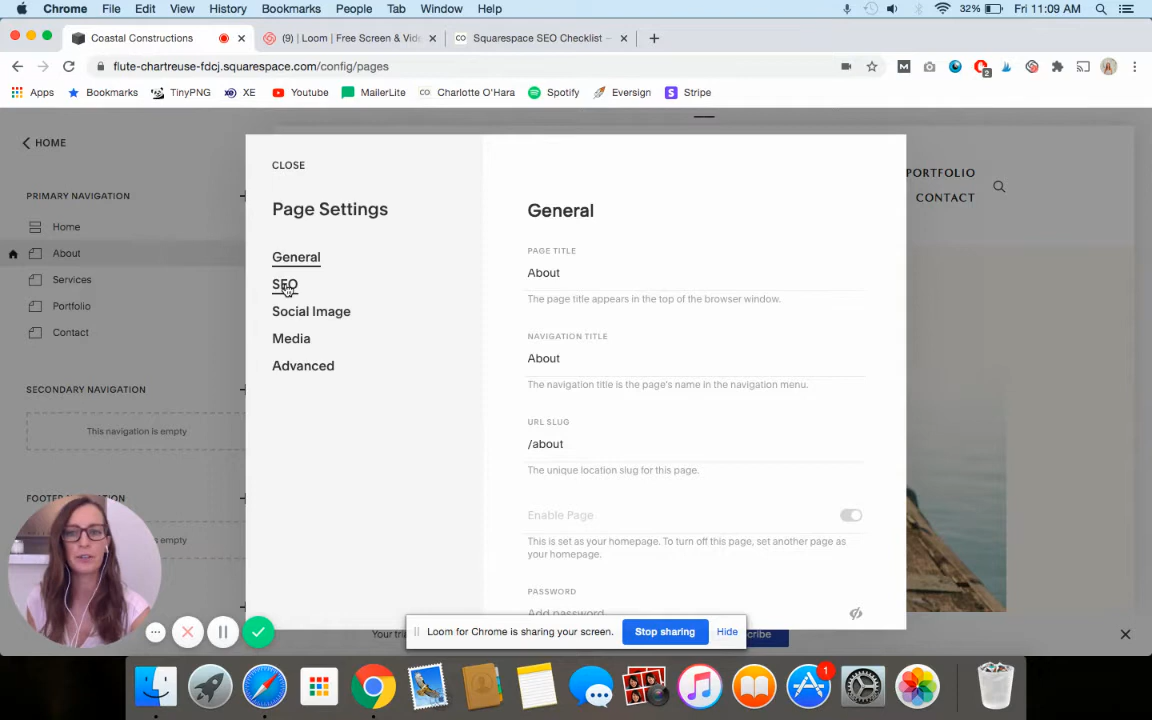 Chrome File Edit View History Bookmarks People Tab Window Help 32% Fri 11:09 AM
Coastal Constructions
(9) Loom | Free Screen & Vid
CO Squarespace SEO Checklist –
flute-chartreuse-fdcj.squarespace.com/config/pages
M 2
Apps Bookmarks TinyPNG XE Youtube MailerLite CO Charlotte O'Hara Spotify Eversign S Stripe
HOME
PRIMARY NAVIGATION
Home
About
Services
Portfolio
Contact
SECONDARY NAVIGATION
This navigation is empty
CLOSE
Page Settings
General
SEO
Social Image
Media
Advanced
General
PAGE TITLE
About
The page title appears in the top of the browser window.
NAVIGATION TITLE
About
The navigation title is the page's name in the navigation menu.
URL SLUG
/about
The unique location slug for this page.
Enable Page
This is set as your homepage. To turn off this page, set another page as
your homepage.
PASSWORD
Add password
PORTFOLIO
CONTACT
Loom for Chrome is sharing your screen. Stop sharing Hide
1